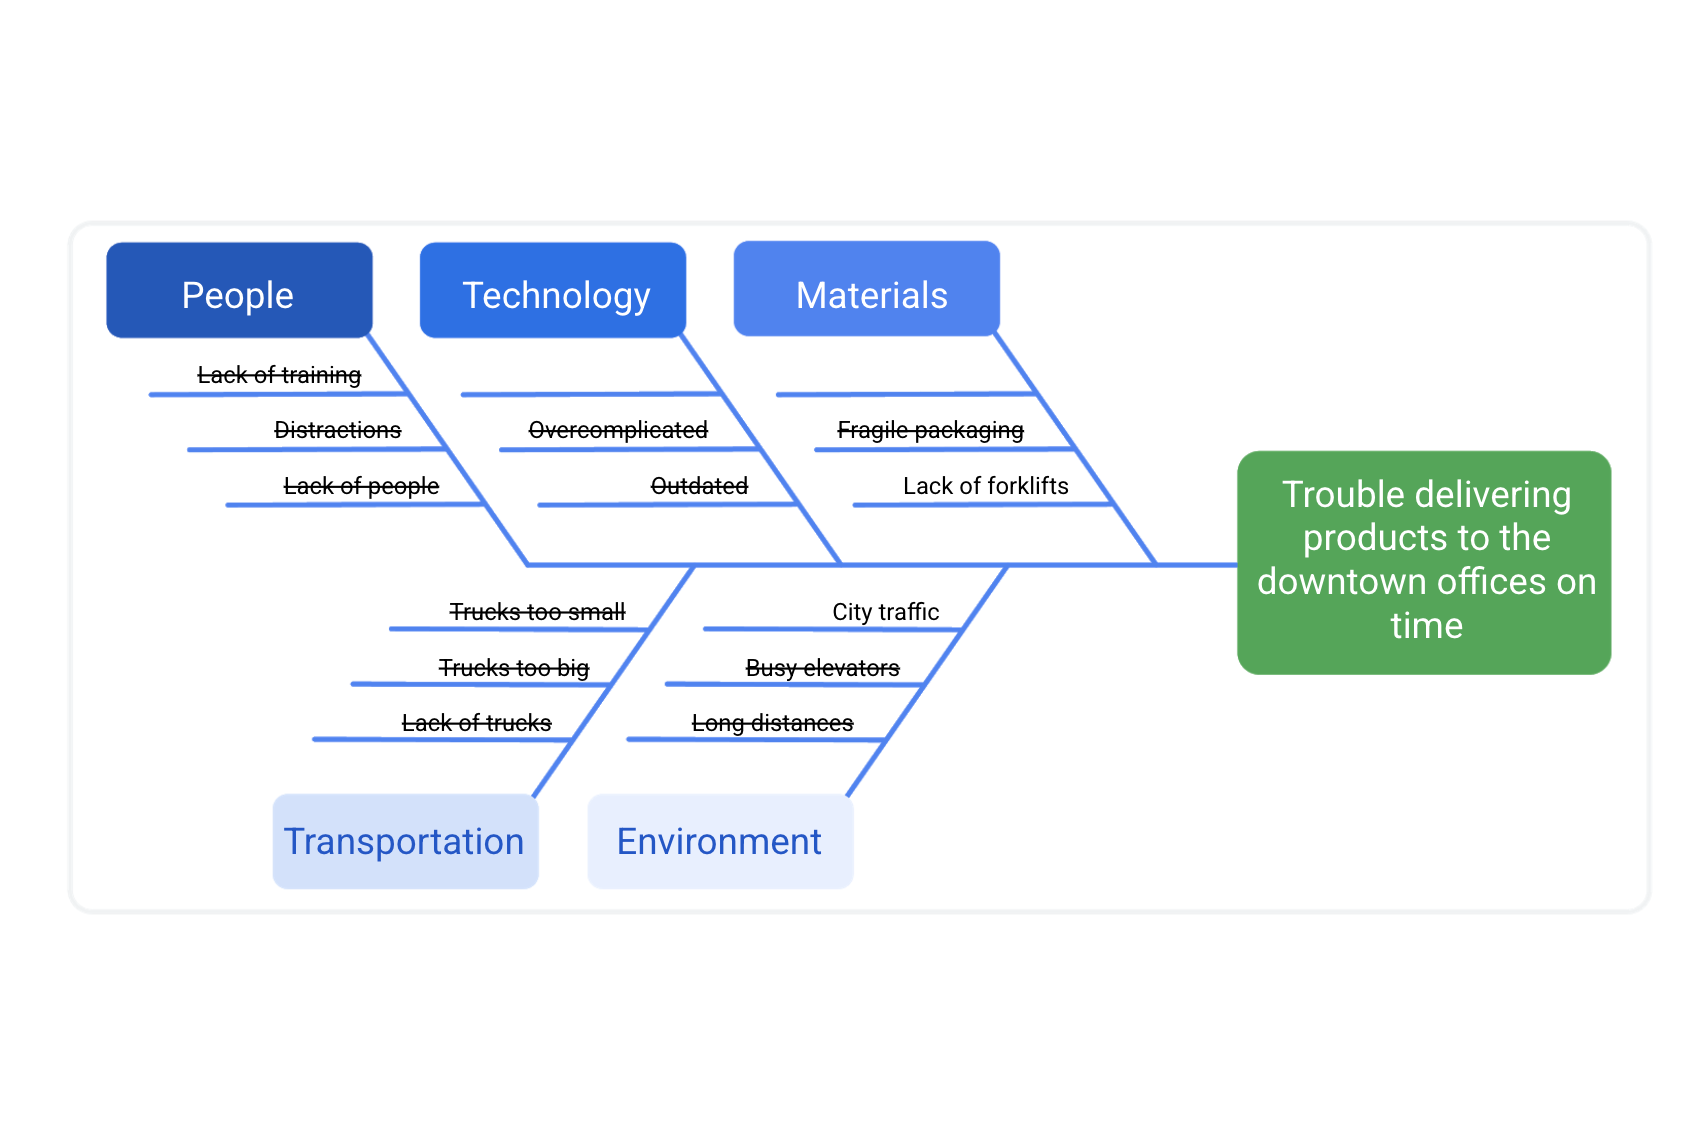 People
Technology
Materials
Lack of training
Distractions
Overcomplicated
Fragile packaging
Lack of people
Outdated
Lack of forklifts
Trouble delivering
products to the
downtown offices on
time
Trucks too small
City traffic
Trucks too big
Busy elevators
Lack of trucks
Long distances
Transportation
Environment